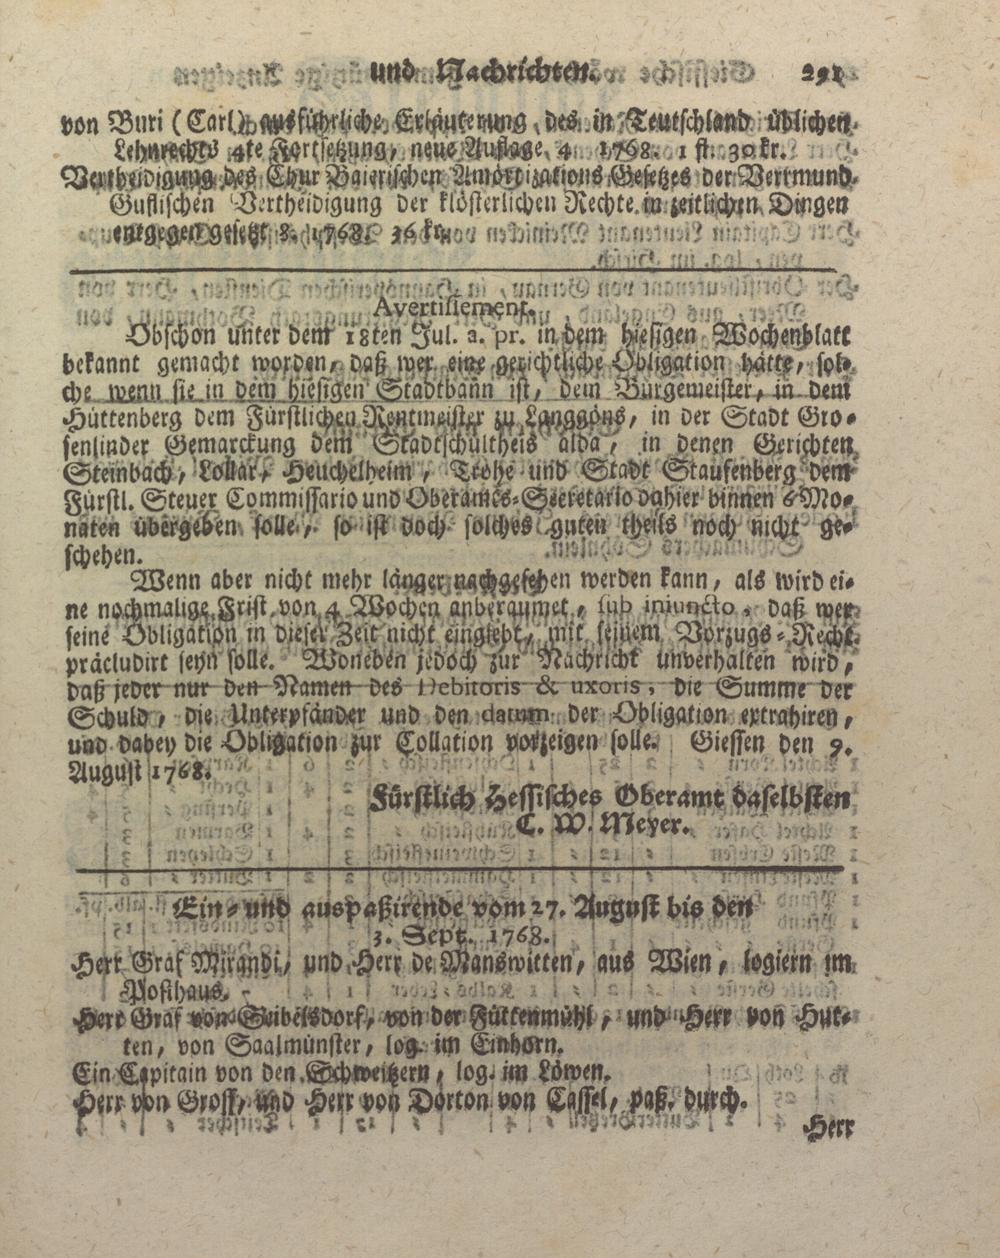 und Nachrichten. 291
von Buri (Carl) ausführliche Erläuterung des in Teutschland üblichen
Lehnrechts 4te Fortsetzung, neue Auflage 4. 1768. 1 fl. 30 kr.
Vertheidigung des Chur Baierischen Amortizations Gesetzes der Verrmund-
Guflischen Vertheidigung der klösterlichen Rechte in zeitlichen Dingen
entgegen gesetzt 8. 1768. 36 kr.
Avertissement.
Obschon unter dem 18ten Jul. a. pr. in dem hiesigen Wochenblatt
bekannt gemacht worden, daß wer eine gerichtliche Obligation hätte, sol-
che wenn sie in dem hiesigen Stadtbann ist, dem Burgemeister, in dem
Hüttenberg dem Fürstlichen Rentmeister zu Langgöns, in der Stadt Gro-
senlinder Gemarckung dem Stadtschultheis alda, in denen Gerichten
Steinbach, Lollar, Heuchelheim, Trohe und Stadt Staufenberg dem
Fürstl. Steuer Commissario und Oberamts-Secretario dahier binnen 6 Mo-
naten übergeben solle, so ist doch solches guten theils noch nicht ge-
schehen.
Wenn aber nicht mehr länger nachgesehen werden kann, als wird ei-
ne nochmalige Frist von 4 Wochen anberaumet, sub iniuncto, daß wer
seine Obligation in dieser Zeit nicht eingiebt, mit seinem Vorzugs-Recht
präcludirt seyn solle. Woneben jedoch zur Nachricht unverhalten wird,
daß jeder nur den Namen des Debitoris & uxoris, die Summe der
Schuld, die Unterpfänder und den datum der Obligation extrahiren,
und dabey die Obligation zur Collation vorzeigen solle. Giessen den 9.
August 1768.
Fürstlich Hessisches Oberamt daselbsten
C. W. Meyer.
Ein- und auspaßirende vom 27. August bis den
3. Sept. 1768.
Herr Graf Mirandi, und Herr de Manswitten, aus Wien, logiern im
Posthaus.
Herr Graf von Seibelsdorf, von der Füttenmühl, und Herr von Hut-
ten, von Saalmünster, log. im Einhorn.
Ein Capitain von den Schweitzern, log. im Löwen.
Herr von Groff, und Herr von Dorton von Cassel, paß. durch.
Herr